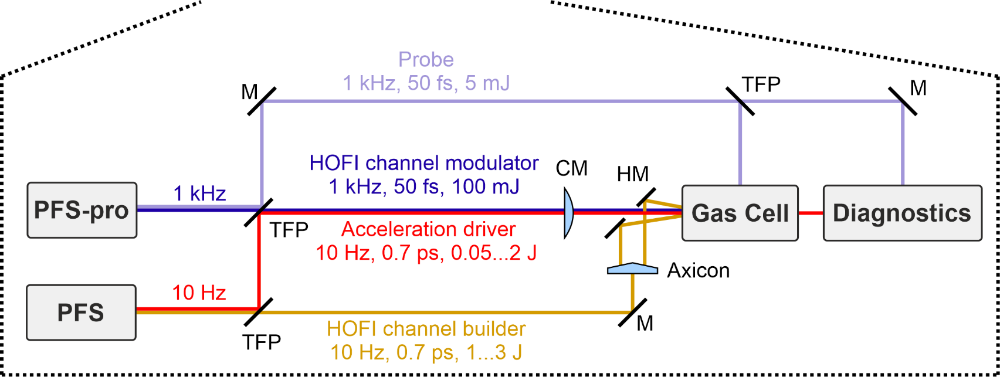 Probe
1 kHz, 50 fs, 5 mJ
M
TFP
M
HOFI channel modulator
1 kHz, 50 fs, 100 mJ
CM
HM
PFS-pro
1 kHz
TFP
Acceleration driver
10 Hz, 0.7 ps, 0.05...2 J
Gas Cell
Diagnostics
Axicon
PFS
10 Hz
TFP
HOFI channel builder
10 Hz, 0.7 ps, 1...3 J
M